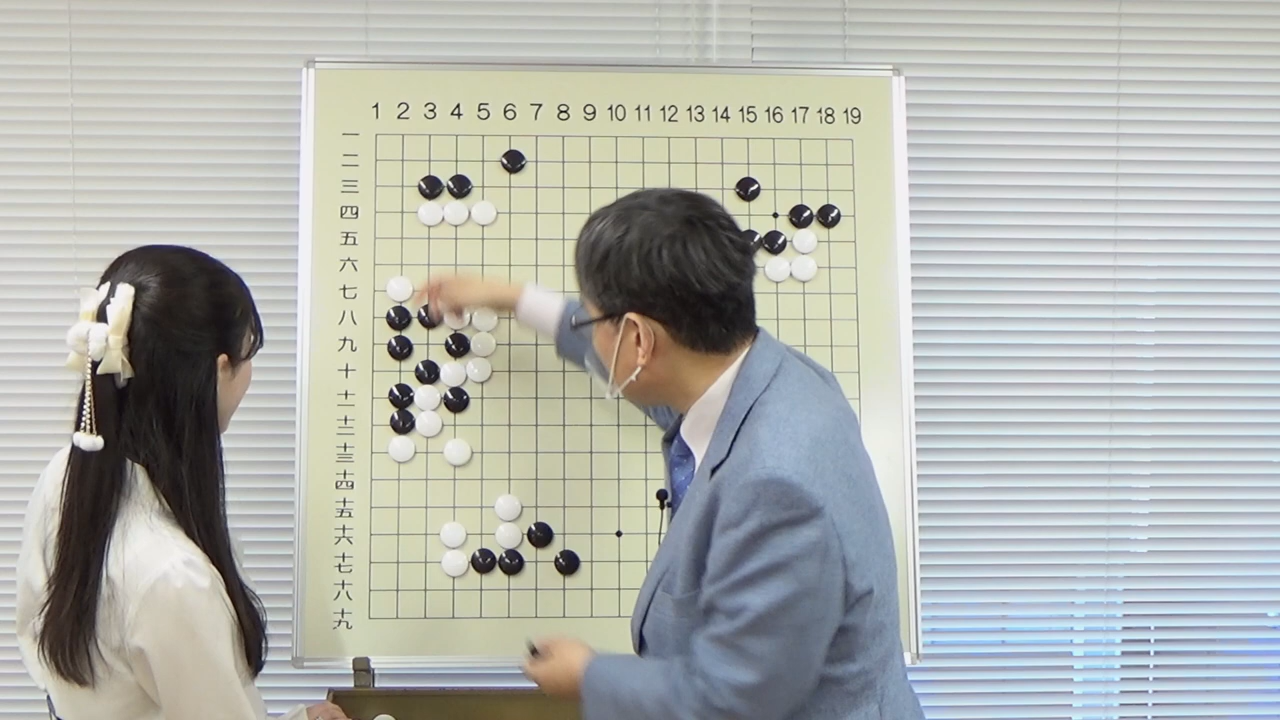 1 2 3 4 5 6 7 8 9 10 11 12 13 14 15 16 17 18 19
一
二
三
四
五
六
七
八
九
十
十一
十二
十三
十四
十五
十六
十七
十八
十九